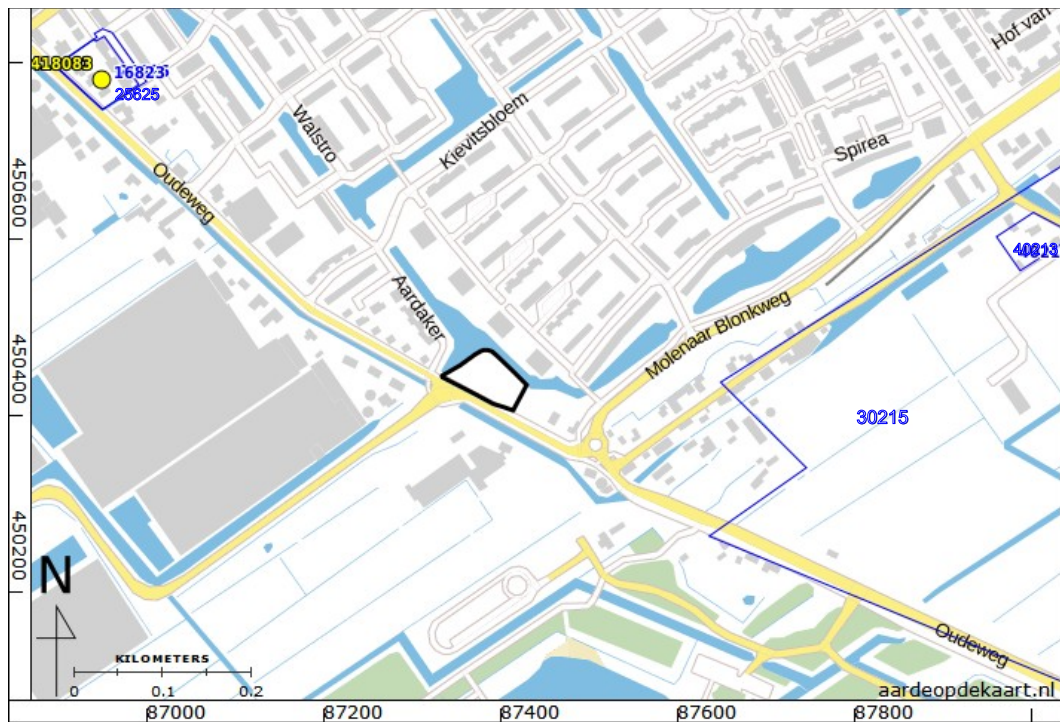 Hof van
418083
16823
25625
Walstro
Kievitsbloem
Spirea
Oudeweg
450600
Aardaker
Molenaar Blonkweg
450400
30215
450200
N
KILOMETERS
0 0.1 0.2
Oudeweg
aardeopdekaart.nl
87000 87200 87400 87600 87800